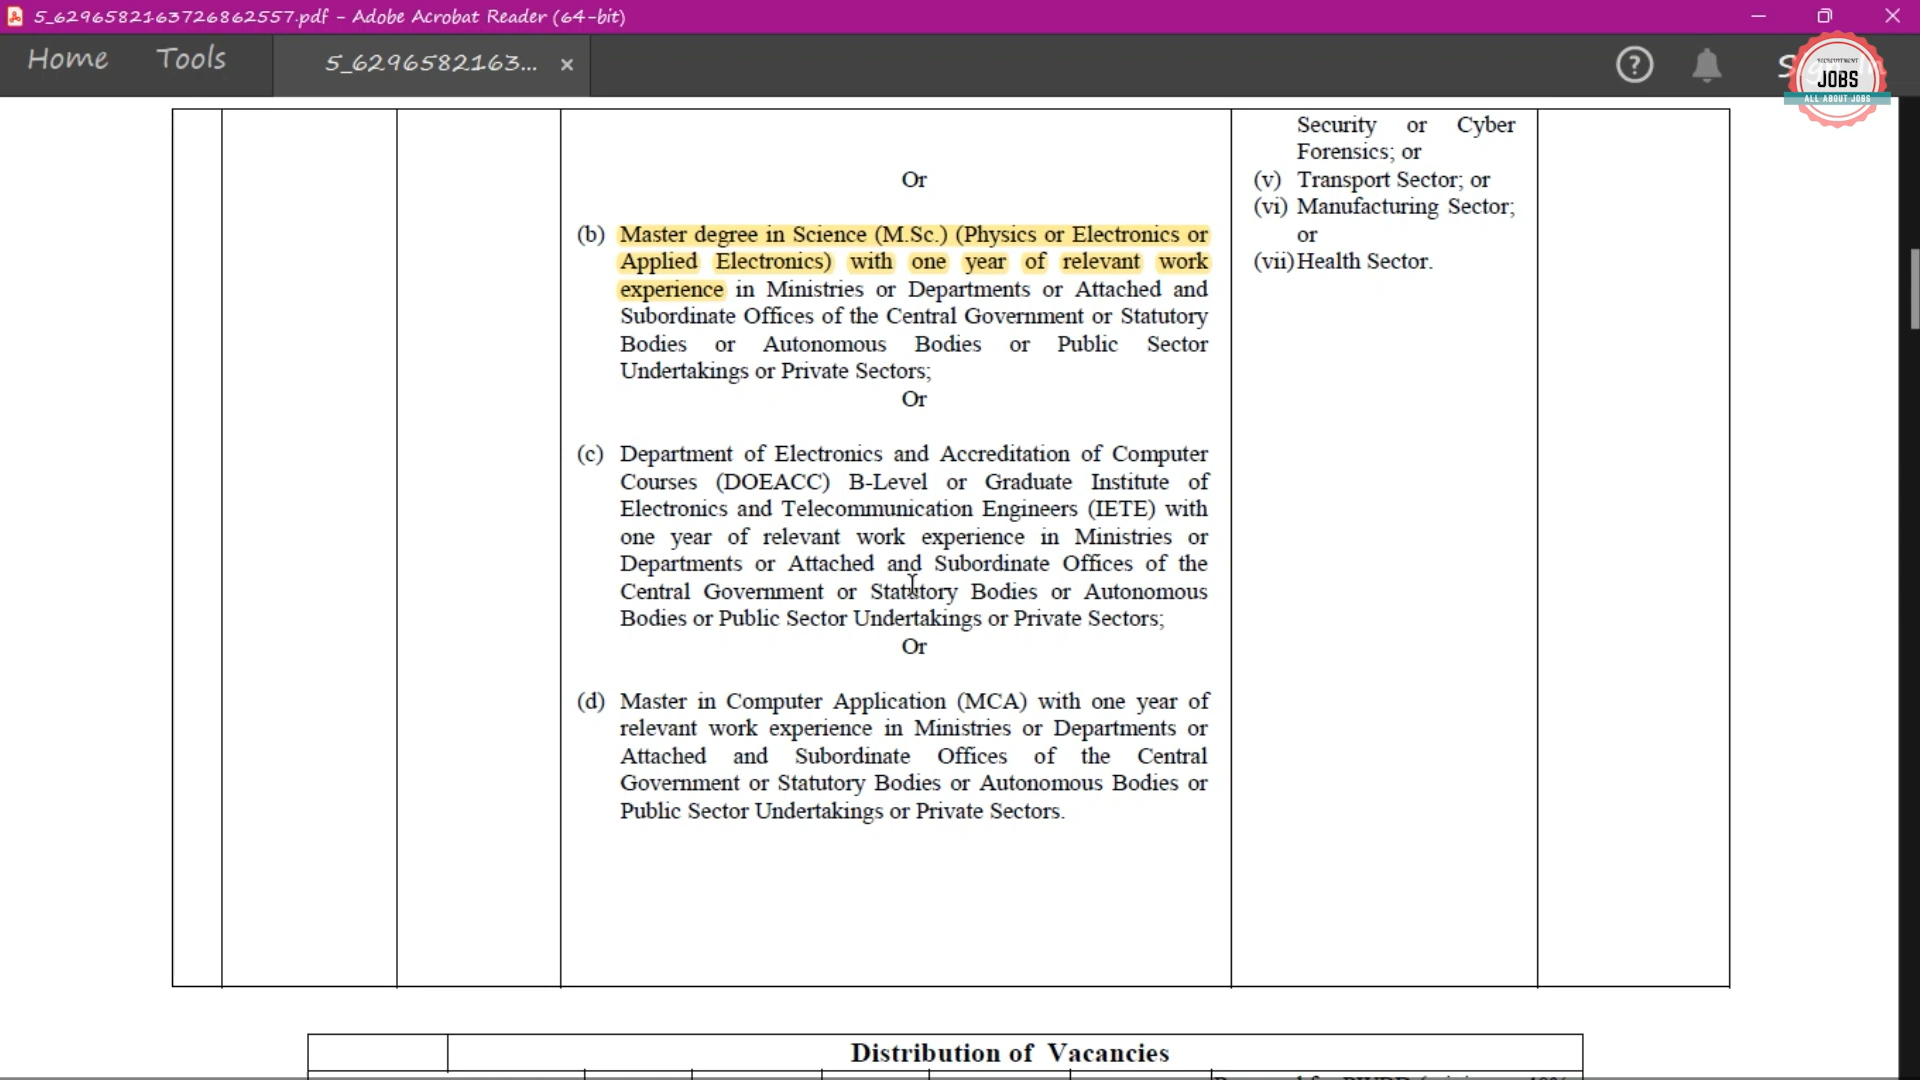 5_6296582163726862557.pdf - Adobe Acrobat Reader (64-bit)
Home
Tools
5_6296582163... ×
?
RECRUITMENT
JOBS
ALL ABOUT JOBS
Security or Cyber
Forensics; or
(v) Transport Sector; or
(vi) Manufacturing Sector;
or
(vii) Health Sector.
Or
(b) Master degree in Science (M.Sc.) (Physics or Electronics or
Applied Electronics) with one year of relevant work
experience in Ministries or Departments or Attached and
Subordinate Offices of the Central Government or Statutory
Bodies or Autonomous Bodies or Public Sector
Undertakings or Private Sectors;
Or
(c) Department of Electronics and Accreditation of Computer
Courses (DOEACC) B-Level or Graduate Institute of
Electronics and Telecommunication Engineers (IETE) with
one year of relevant work experience in Ministries or
Departments or Attached and Subordinate Offices of the
Central Government or Statutory Bodies or Autonomous
Bodies or Public Sector Undertakings or Private Sectors;
Or
(d) Master in Computer Application (MCA) with one year of
relevant work experience in Ministries or Departments or
Attached and Subordinate Offices of the Central
Government or Statutory Bodies or Autonomous Bodies or
Public Sector Undertakings or Private Sectors.
Distribution of Vacancies